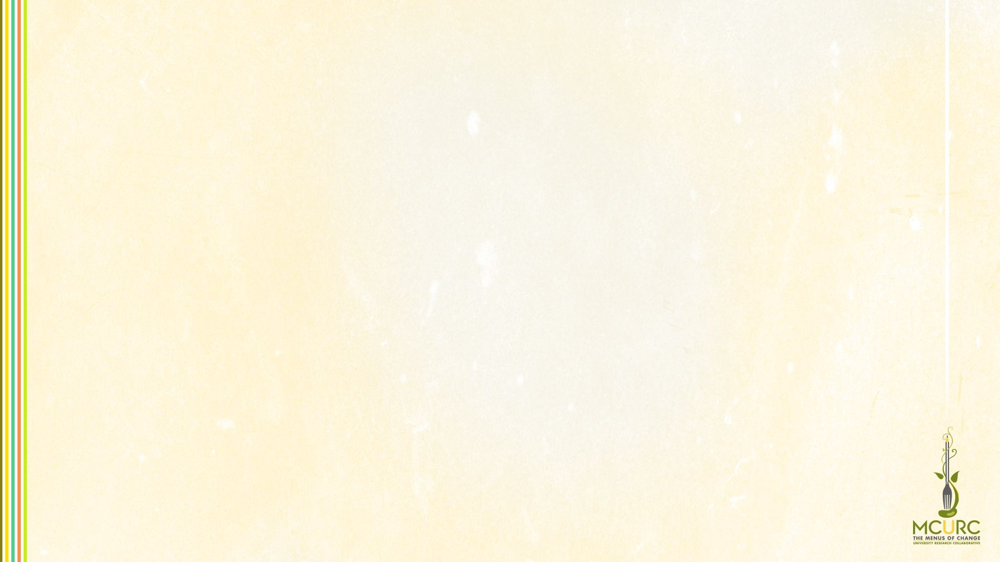 MCURC
THE MENUS OF CHANGE
UNIVERSITY RESEARCH COLLABORATIVE